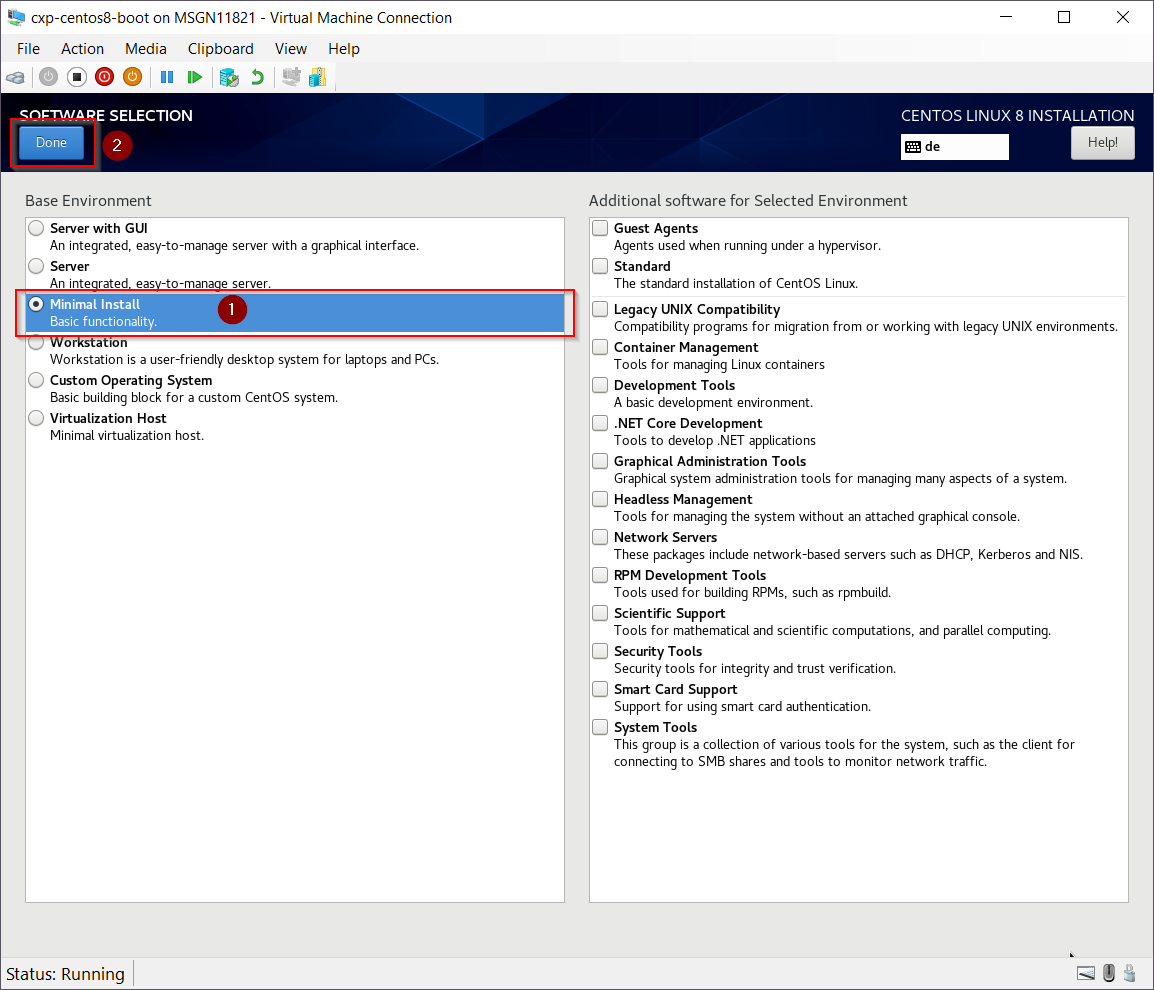 cxp-centos8-boot on MSGN11821 - Virtual Machine Connection
File Action Media Clipboard View Help
SOFTWARE SELECTION
CENTOS LINUX 8 INSTALLATION
Done
2
de
Help!
Base Environment
Server with GUI
An integrated, easy-to-manage server with a graphical interface.
Server
An integrated, easy-to-manage server.
Minimal Install
1
Basic functionality.
Workstation
Workstation is a user-friendly desktop system for laptops and PCs.
Custom Operating System
Basic building block for a custom CentOS system.
Virtualization Host
Minimal virtualization host.
Additional software for Selected Environment
Guest Agents
Agents used when running under a hypervisor.
Standard
The standard installation of CentOS Linux.
Legacy UNIX Compatibility
Compatibility programs for migration from or working with legacy UNIX environments.
Container Management
Tools for managing Linux containers
Development Tools
A basic development environment.
.NET Core Development
Tools to develop .NET applications
Graphical Administration Tools
Graphical system administration tools for managing many aspects of a system.
Headless Management
Tools for managing the system without an attached graphical console.
Network Servers
These packages include network-based servers such as DHCP, Kerberos and NIS.
RPM Development Tools
Tools used for building RPMs, such as rpmbuild.
Scientific Support
Tools for mathematical and scientific computations, and parallel computing.
Security Tools
Security tools for integrity and trust verification.
Smart Card Support
Support for using smart card authentication.
System Tools
This group is a collection of various tools for the system, such as the client for
connecting to SMB shares and tools to monitor network traffic.
Status: Running